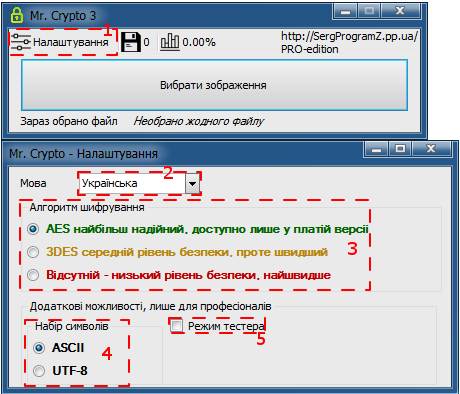 Mr. Crypto 3
1
Налаштування
0
0.00%
http://SergProgramZ.pp.ua/
PRO-edition
Вибрати зображення
Зараз обрано файл Необрано жодного файлу
Mr. Crypto - Налаштування
2
Мова Українська
Алгоритм шифрування
AES найбільш надійний, доступно лише у платій версії
3DES середній рівень безпеки, проте швидший
3
Відсутній - низький рівень безпеки, найшвидше
Додаткові можливості, лише для професіоналів
Набір символів
Режим тестера
5
ASCII
4
UTF-8